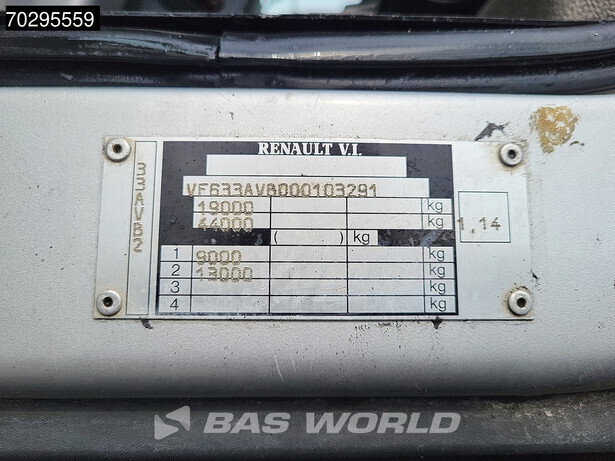 70295559
RENAULT V.I.
VF633AVB000103291
19000 kg
44000 kg
( ) kg
1,14
1 9000 kg
2 13000 kg
3 kg
4 kg
33AVB2
BAS WORLD